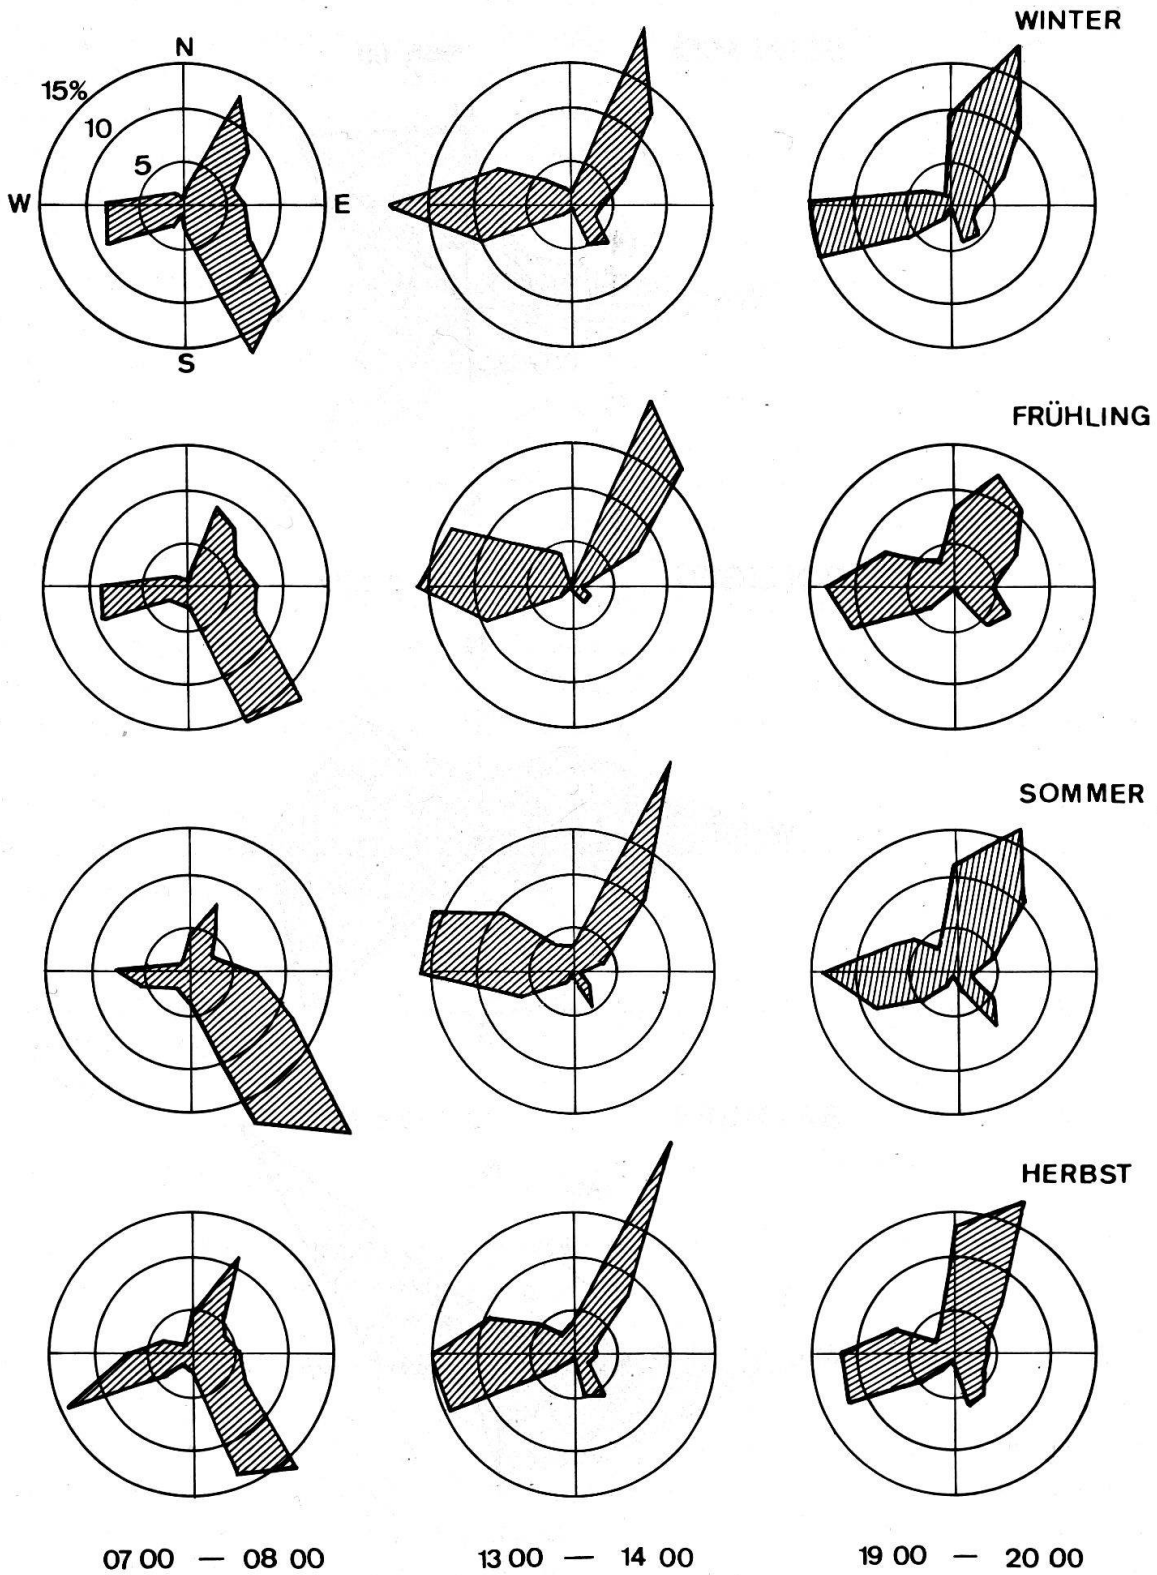 WINTER
N
15%
10
5
W
E
S
FRÜHLING
SOMMER
HERBST
07 00 — 08 00
13 00 — 14 00
19 00 — 20 00